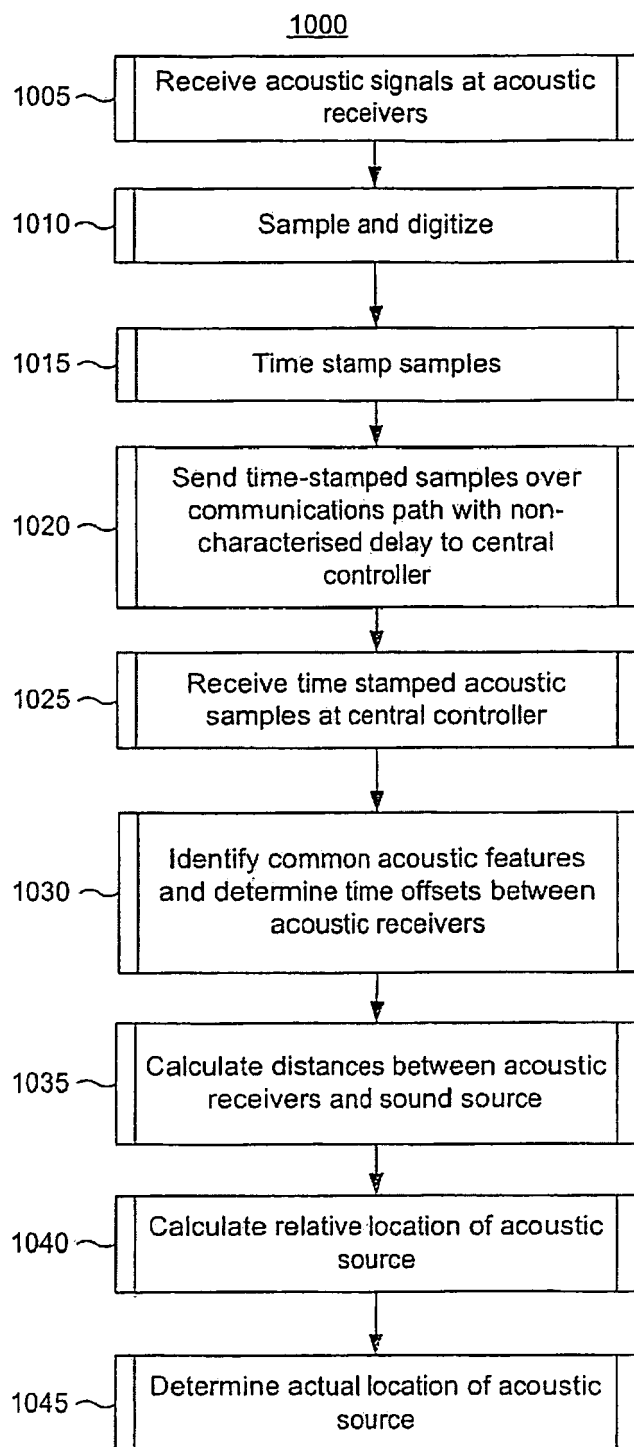 1000
1005
Receive acoustic signals at acoustic
receivers
1010
Sample and digitize
1015
Time stamp samples
1020
Send time-stamped samples over
communications path with non-
characterised delay to central
controller
1025
Receive time stamped acoustic
samples at central controller
1030
Identify common acoustic features
and determine time offsets between
acoustic receivers
1035
Calculate distances between acoustic
receivers and sound source
1040
Calculate relative location of acoustic
source
1045
Determine actual location of acoustic
source